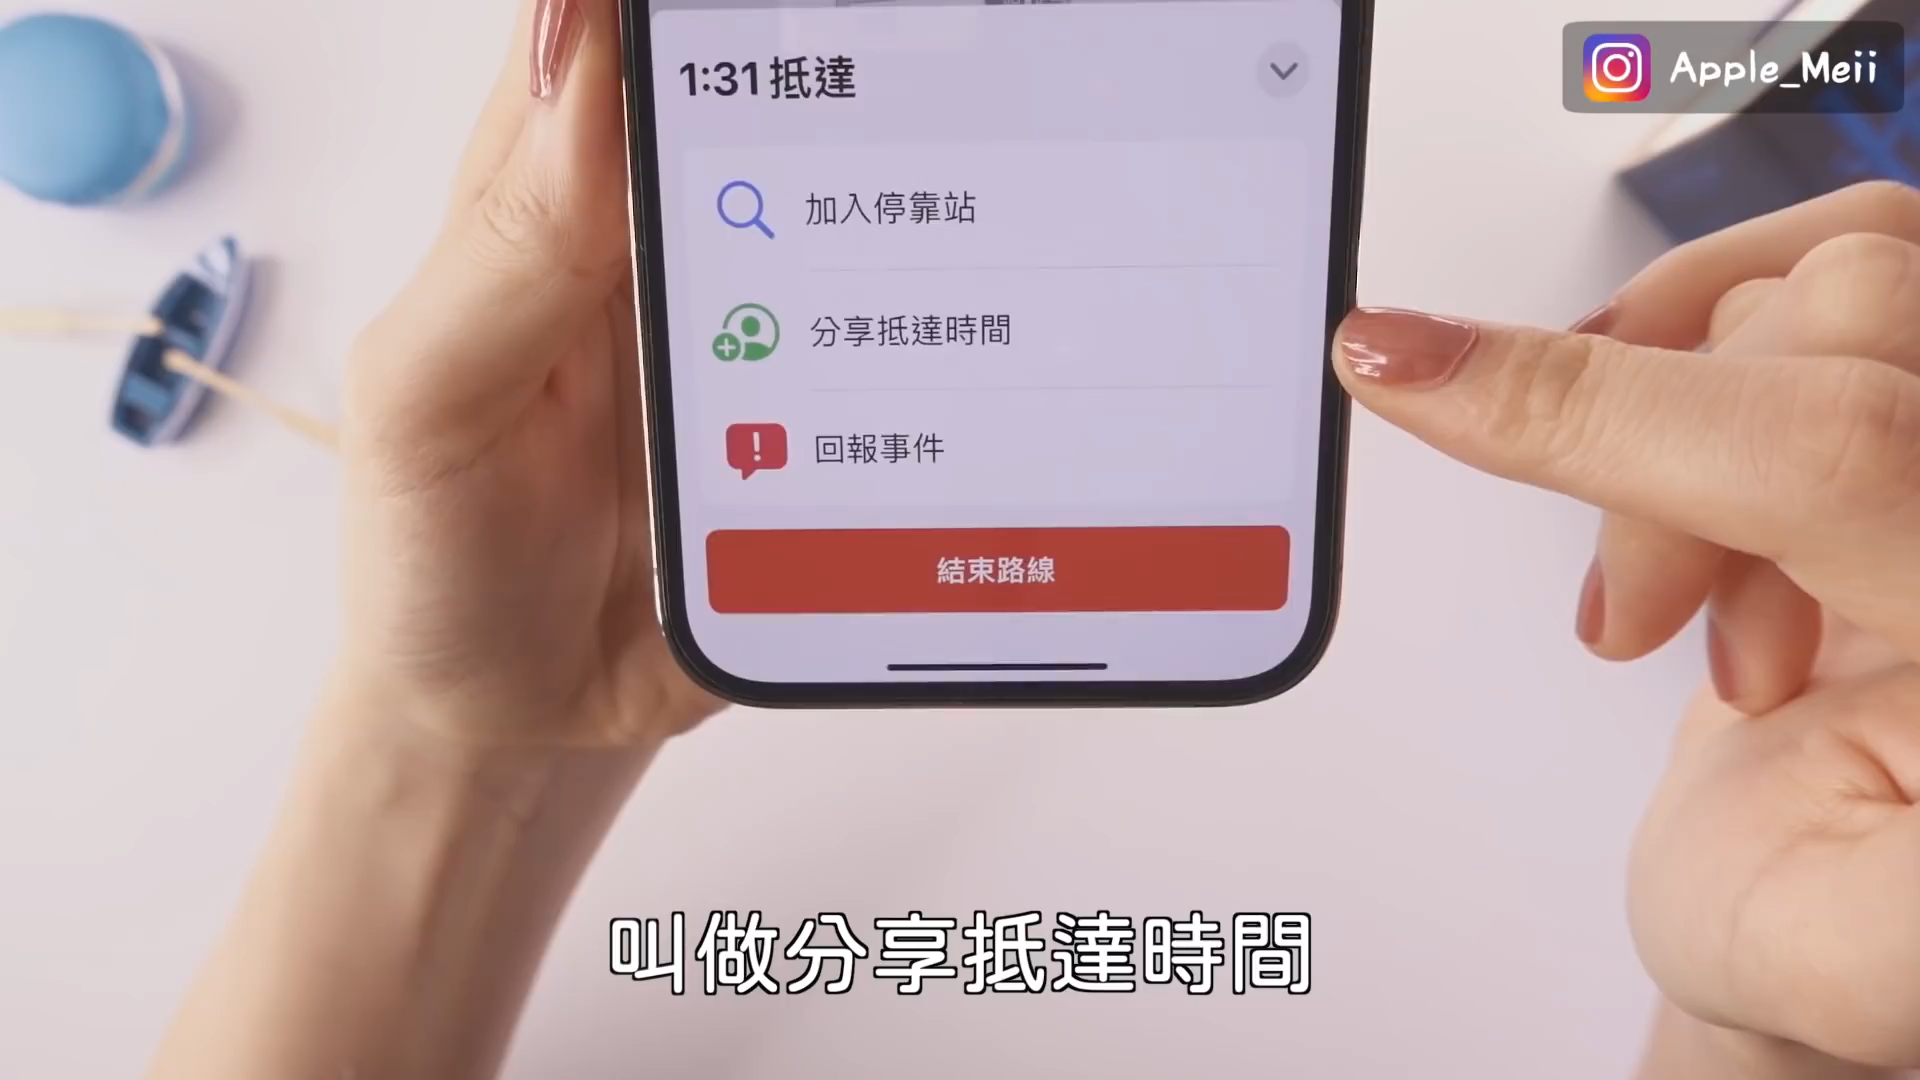 Apple_Meii
1:31抵達
加入停靠站
分享抵達時間
回報事件
結束路線
叫做分享抵達時間